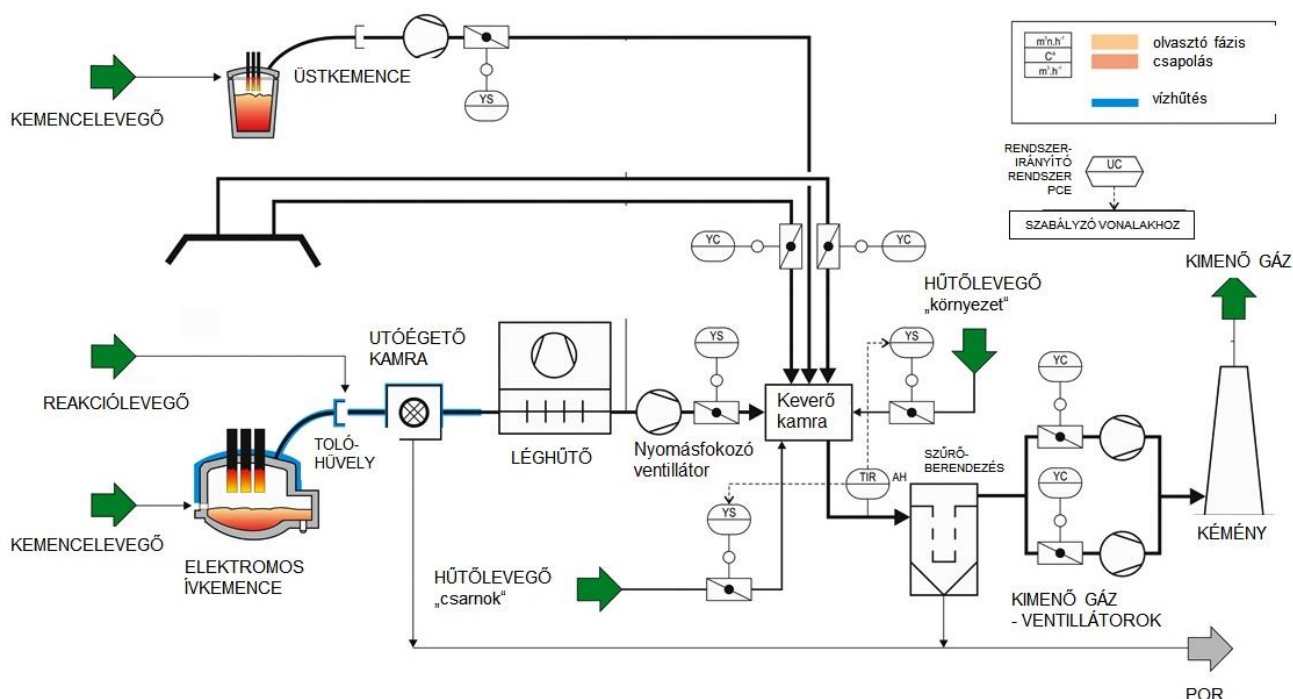 m³n.h⁻¹
C°
m³.h⁻¹
olvasztó fázis
csapolás
vízhűtés
ÜSTKEMENCE
KEMENCELEVEGŐ
YS
RENDSZER-
IRÁNYÍTÓ
RENDSZER
PCE
UC
SZABÁLYZÓ VONALAKHOZ
YC
YC
KIMENŐ GÁZ
HŰTŐLEVEGŐ
„környezet“
UTÓÉGETŐ
KAMRA
YS
YS
YC
REAKCIÓLEVEGŐ
TOLÓ-
HÜVELY
LÉGHŰTŐ
Nyomásfokozó
ventillátor
Keverő
kamra
SZŰRŐ-
BERENDEZÉS
TIR
AH
YC
YS
KEMENCELEVEGŐ
ELEKTROMOS
ÍVKEMENCE
HŰTŐLEVEGŐ
„csarnok“
KIMENŐ GÁZ
- VENTILLÁTOROK
KÉMÉNY
POR